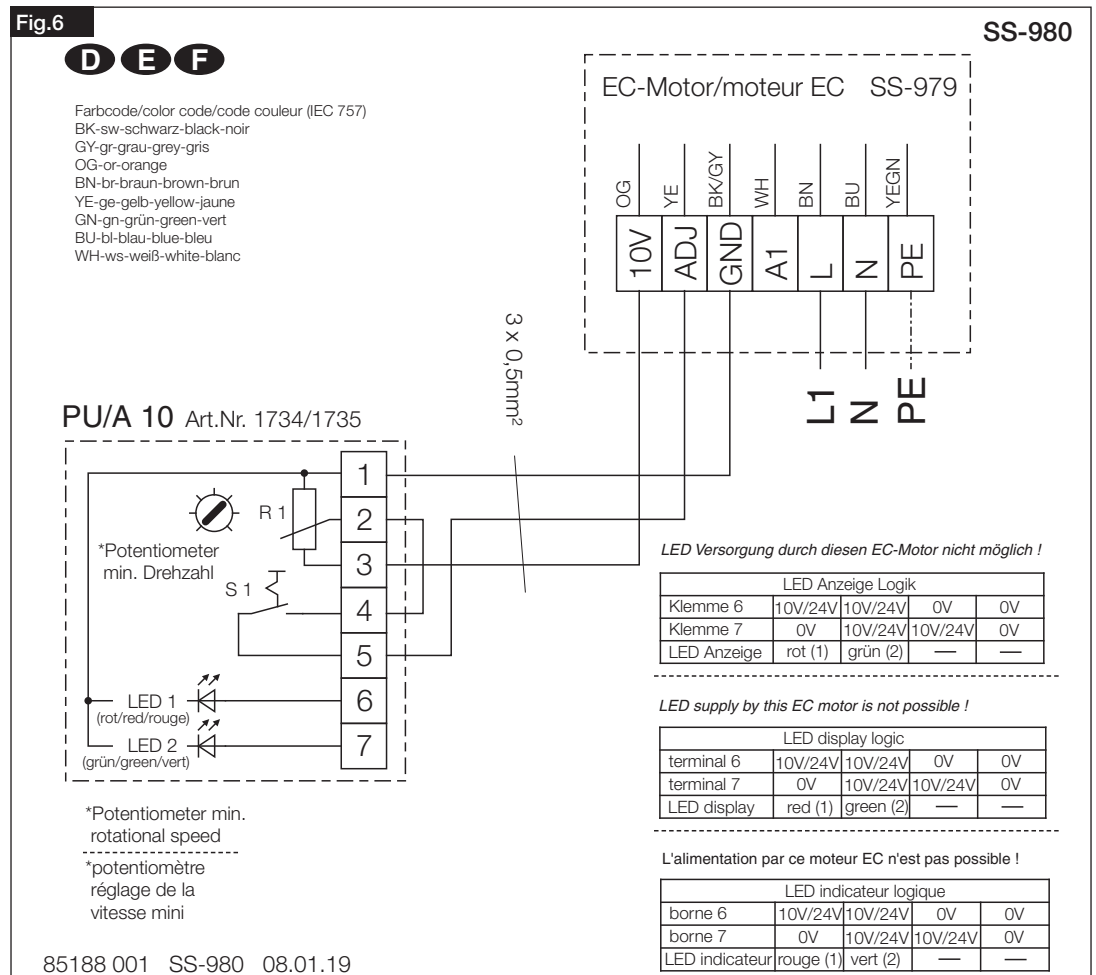 Fig.6
SS-980
D E F
Farbcode/color code/code couleur (IEC 757)
BK-sw-schwarz-black-noir
GY-gr-grau-grey-gris
OG-or-orange
BN-br-braun-brown-brun
YE-ge-gelb-yellow-jaune
GN-gn-grün-green-vert
BU-bl-blau-blue-bleu
WH-ws-weiß-white-blanc
EC-Motor/moteur EC SS-979
OG YE BK/GY WH BN BU YEGN
10V ADJ GND A1 L N PE
L1 N PE
3 x 0,5mm²
PU/A 10 Art.Nr. 1734/1735
1
R 1
2
*Potentiometer
min. Drehzahl
3
S 1
4
5
LED 1
(rot/red/rouge)
6
LED 2
(grün/green/vert)
7
*Potentiometer min.
rotational speed
*potentiomètre
réglage de la
vitesse mini
LED Versorgung durch diesen EC-Motor nicht möglich !
LED Anzeige Logik
Klemme 6 10V/24V 10V/24V 0V 0V
Klemme 7 0V 10V/24V 10V/24V 0V
LED Anzeige rot (1) grün (2) — —
LED supply by this EC motor is not possible !
LED display logic
terminal 6 10V/24V 10V/24V 0V 0V
terminal 7 0V 10V/24V 10V/24V 0V
LED display red (1) green (2) — —
L'alimentation par ce moteur EC n'est pas possible !
LED indicateur logique
borne 6 10V/24V 10V/24V 0V 0V
borne 7 0V 10V/24V 10V/24V 0V
LED indicateur rouge (1) vert (2) — —
85188 001 SS-980 08.01.19